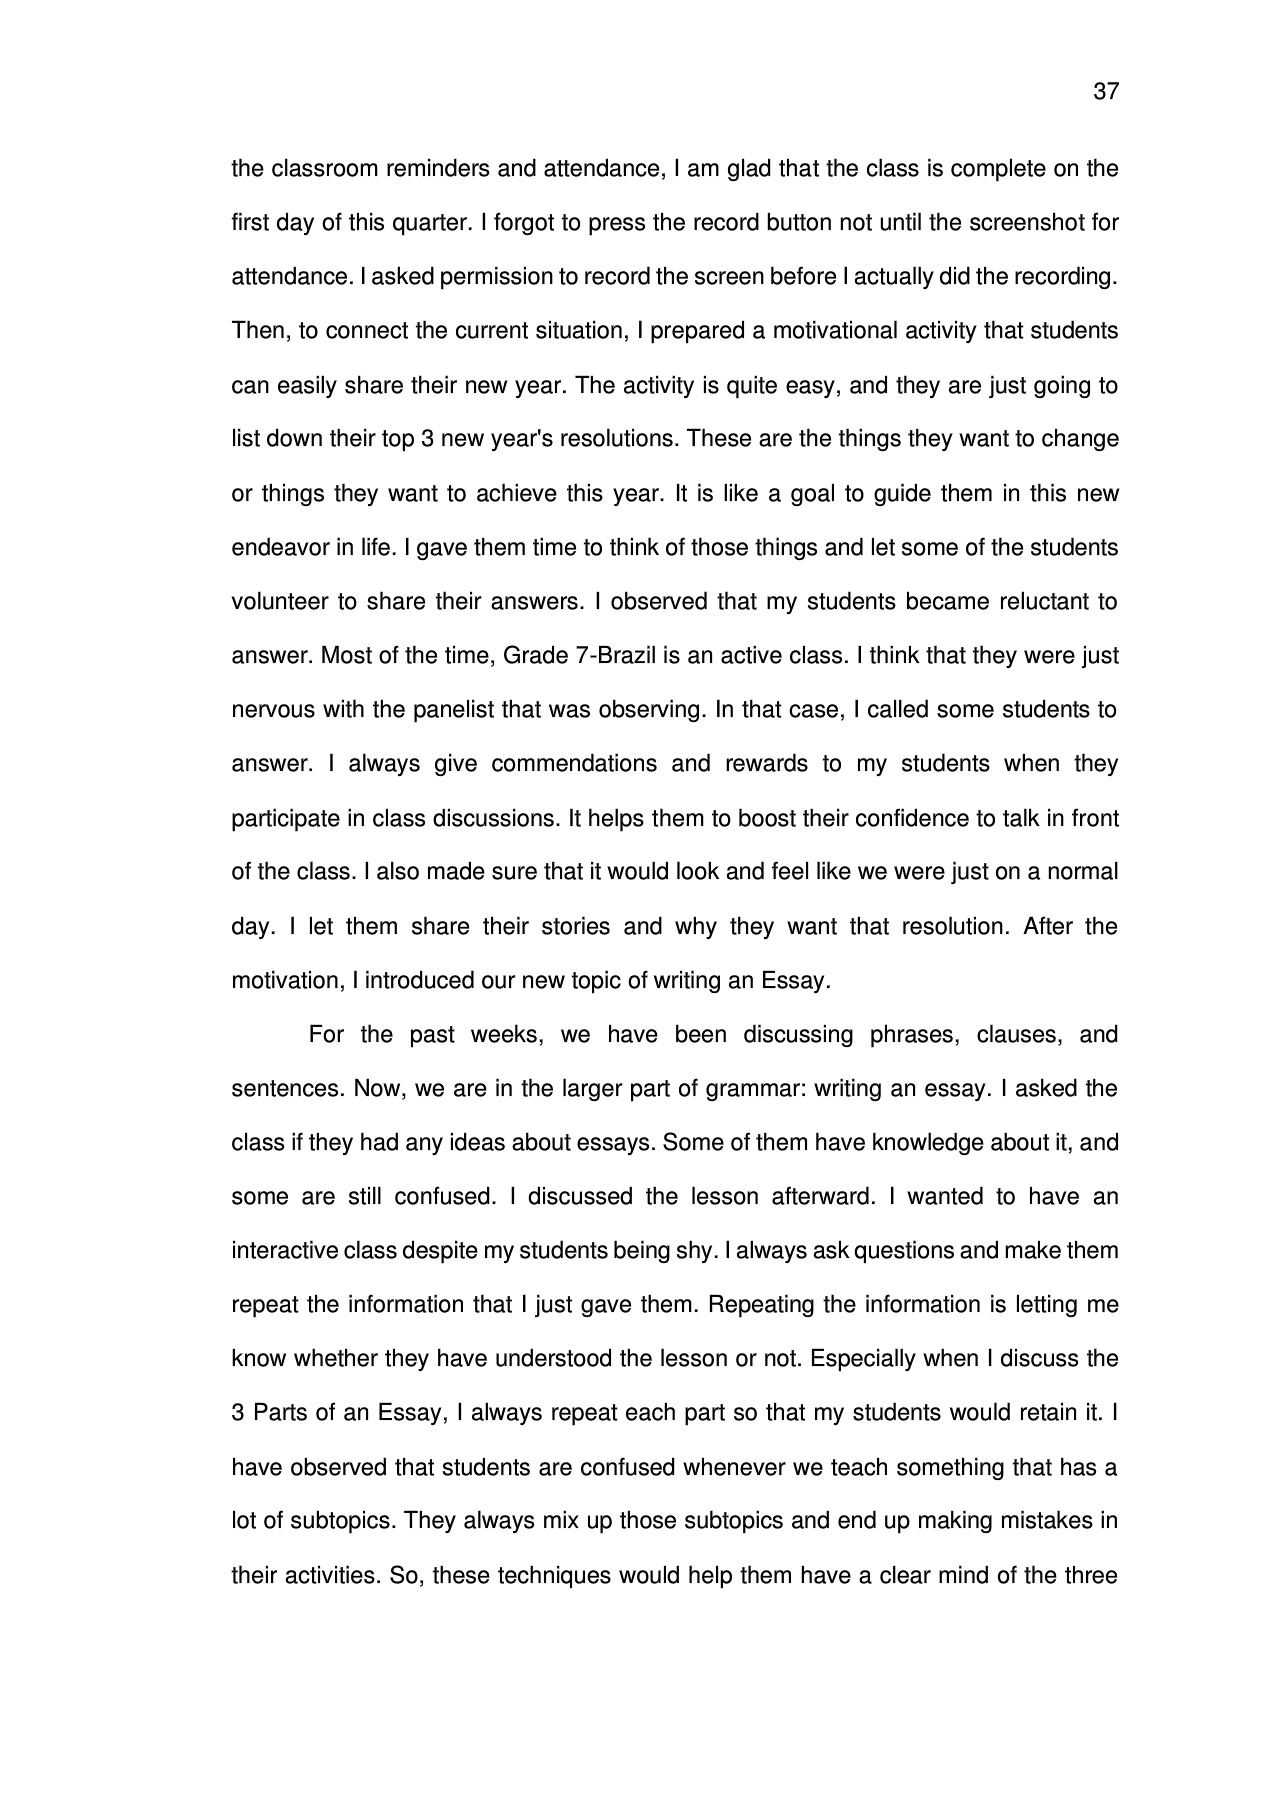 37
the classroom reminders and attendance, I am glad that the class is complete on the
first day of this quarter. I forgot to press the record button not until the screenshot for
attendance. I asked permission to record the screen before I actually did the recording.
Then, to connect the current situation, I prepared a motivational activity that students
can easily share their new year. The activity is quite easy, and they are just going to
list down their top 3 new year's resolutions. These are the things they want to change
or things they want to achieve this year. It is like a goal to guide them in this new
endeavor in life. I gave them time to think of those things and let some of the students
volunteer to share their answers. I observed that my students became reluctant to
answer. Most of the time, Grade 7-Brazil is an active class. I think that they were just
nervous with the panelist that was observing. In that case, I called some students to
answer. I always give commendations and rewards to my students when they
participate in class discussions. It helps them to boost their confidence to talk in front
of the class. I also made sure that it would look and feel like we were just on a normal
day. I let them share their stories and why they want that resolution. After the
motivation, I introduced our new topic of writing an Essay.
For the past weeks, we have been discussing phrases, clauses, and
sentences. Now, we are in the larger part of grammar: writing an essay. I asked the
class if they had any ideas about essays. Some of them have knowledge about it, and
some are still confused. I discussed the lesson afterward. I wanted to have an
interactive class despite my students being shy. I always ask questions and make them
repeat the information that I just gave them. Repeating the information is letting me
know whether they have understood the lesson or not. Especially when I discuss the
3 Parts of an Essay, I always repeat each part so that my students would retain it. I
have observed that students are confused whenever we teach something that has a
lot of subtopics. They always mix up those subtopics and end up making mistakes in
their activities. So, these techniques would help them have a clear mind of the three